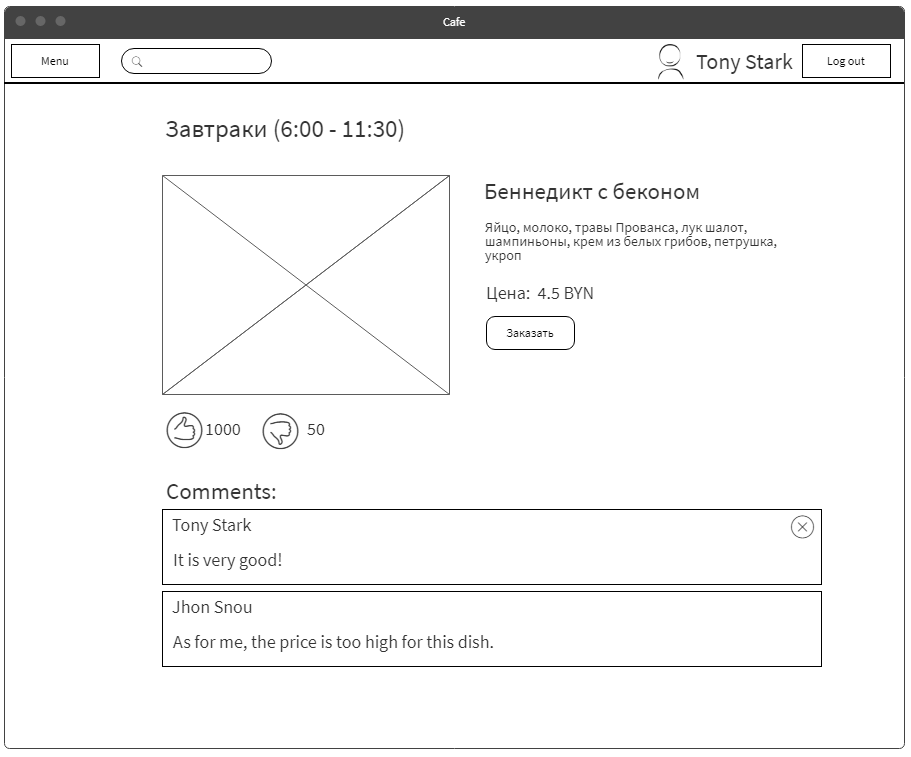 Cafe
Menu
Tony Stark
Log out
Завтраки (6:00 - 11:30)
Беннедикт с беконом
Яйцо, молоко, травы Прованса, лук шалот,
шампиньоны, крем из белых грибов, петрушка,
укроп
Цена: 4.5 BYN
Заказать
1000
50
Comments:
Tony Stark
It is very good!
Jhon Snou
As for me, the price is too high for this dish.